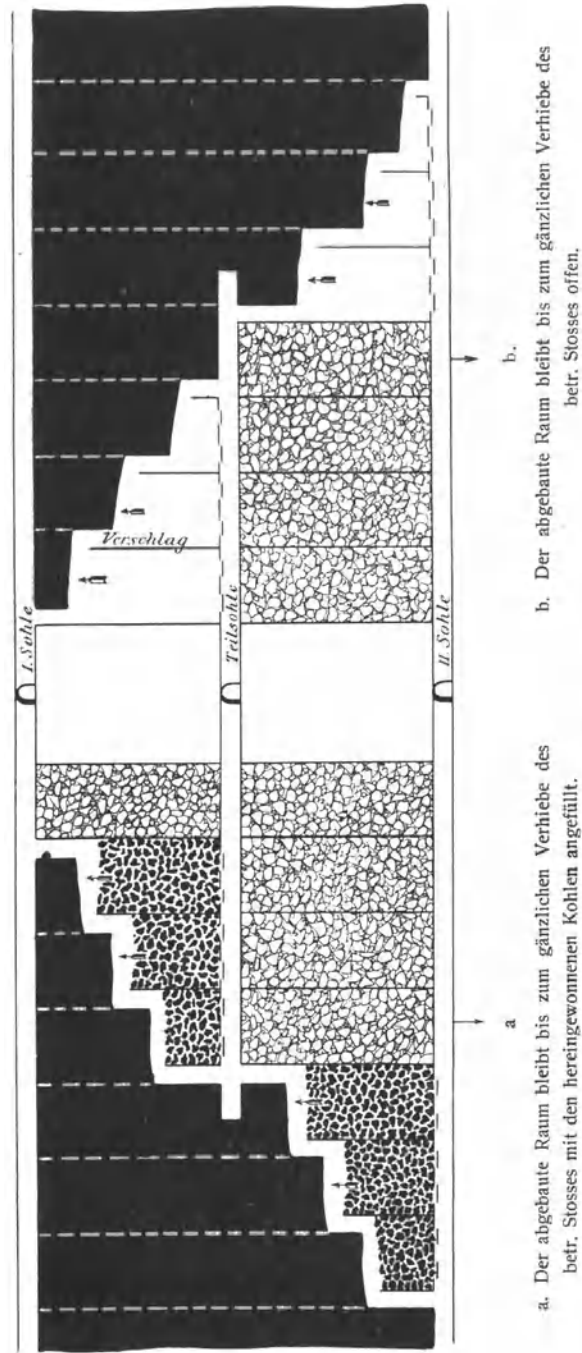 I. Sohle
Verschlag
Teilsohle
II. Sohle
a
b.
a. Der abgebaute Raum bleibt bis zum gänzlichen Verhiebe des
betr. Stosses mit den hereingewonnenen Kohlen angefüllt.
b. Der abgebaute Raum bleibt bis zum gänzlichen Verhiebe des
betr. Stosses offen.